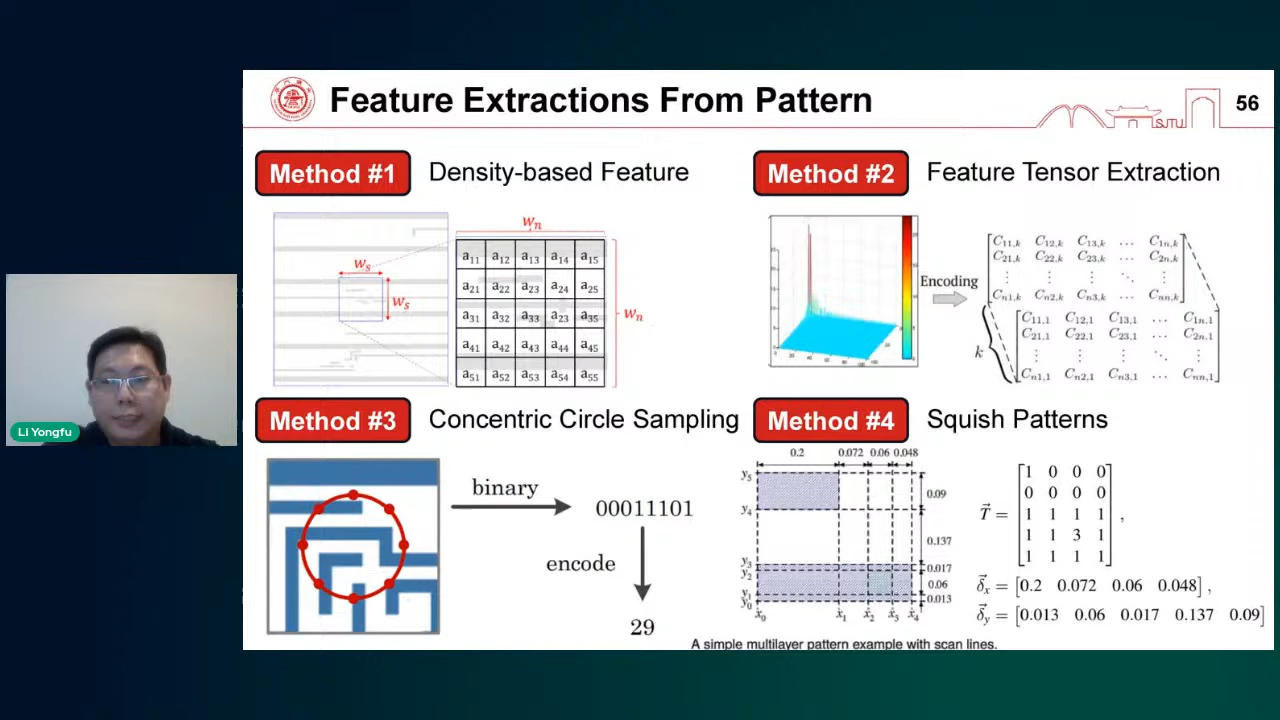 Feature Extractions From Pattern
SJTU
56
Method #1
Density-based Feature
w_s
w_s
w_n
w_n
a11 a12 a13 a14 a15
a21 a22 a23 a24 a25
a31 a32 a33 a23 a35
a41 a42 a43 a44 a45
a51 a52 a53 a54 a55
Method #2
Feature Tensor Extraction
Encoding
C11,k C12,k C13,k … C1n,k
C21,k C22,k C23,k … C2n,k
⋮ ⋮ ⋮ ⋱ ⋮
Cn1,k Cn2,k Cn3,k … Cnn,k
k
C11,1 C12,1 C13,1 … C1n,1
C21,1 C22,1 C23,1 … C2n,1
⋮ ⋮ ⋮ ⋱ ⋮
Cn1,1 Cn2,1 Cn3,1 … Cnn,1
Li Yongfu
Method #3
Concentric Circle Sampling
binary
00011101
encode
29
Method #4
Squish Patterns
0.2 0.072 0.06 0.048
y5
y4
y3
y2
y1
y0
0.09
0.137
0.017
0.06
0.013
x0 x1 x2 x3 x4
T =
1 0 0 0
0 0 0 0
1 1 1 1
1 1 3 1
1 1 1 1
,
δx = [0.2 0.072 0.06 0.048] ,
δy = [0.013 0.06 0.017 0.137 0.09]
A simple multilayer pattern example with scan lines.